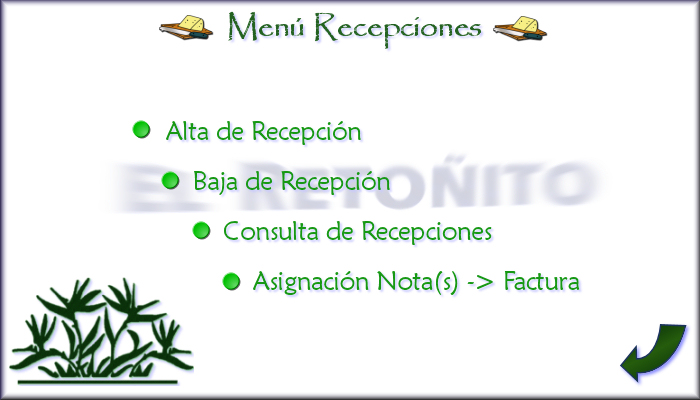 Menú Recepciones
Alta de Recepción
EL RETOÑITO
Baja de Recepción
Consulta de Recepciones
Asignación Nota(s) -> Factura